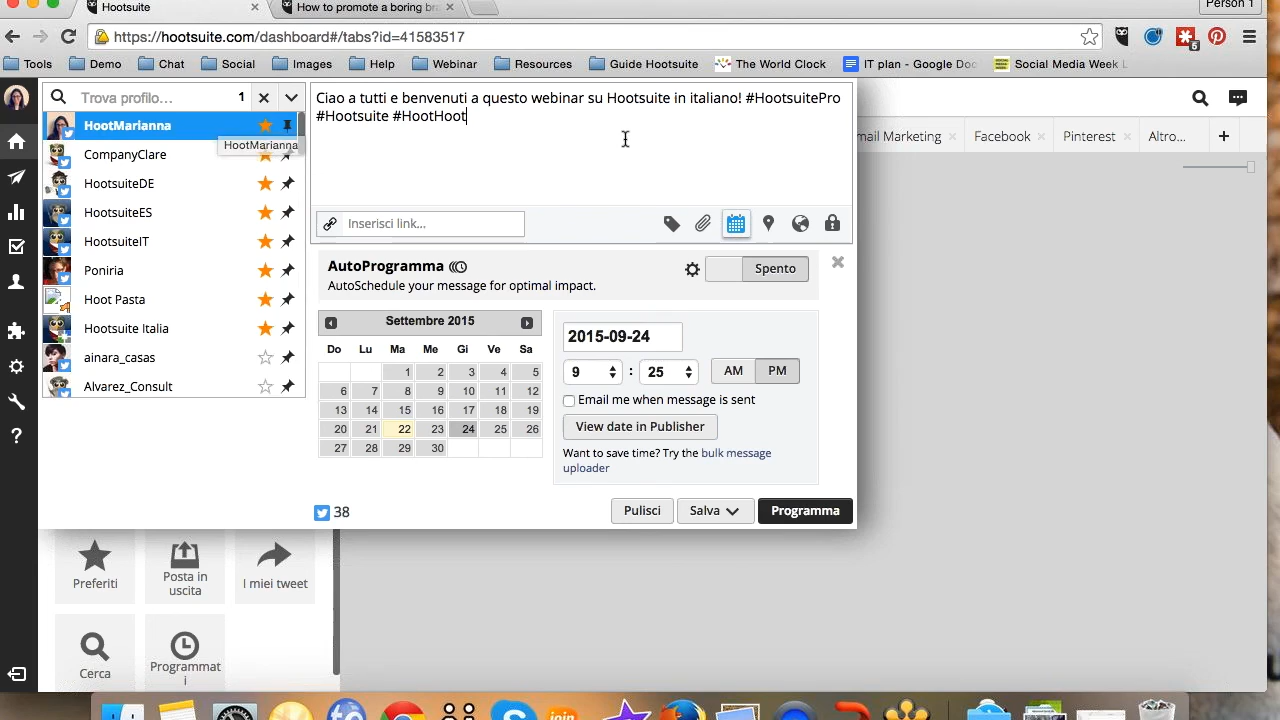 Person 1
Hootsuite
How to promote a boring bra
https://hootsuite.com/dashboard#/tabs?id=41583517
5
Tools
Demo
Chat
Social
Images
Help
Webinar
Resources
Guide Hootsuite
The World Clock
IT plan - Google Doc
Social Media Week L
Trova profilo...
1
Ciao a tutti e benvenuti a questo webinar su Hootsuite in italiano! #HootsuitePro
#Hootsuite #HootHoot
HootMarianna
HootMarianna
CompanyClare
HootsuiteDE
HootsuiteES
HootsuiteIT
Poniria
Hoot Pasta
Hootsuite Italia
ainara_casas
Alvarez_Consult
mail Marketing
Facebook
Pinterest
Altro...
Inserisci link...
AutoProgramma
Spento
AutoSchedule your message for optimal impact.
Settembre 2015
Do Lu Ma Me Gi Ve Sa
1 2 3 4 5
6 7 8 9 10 11 12
13 14 15 16 17 18 19
20 21 22 23 24 25 26
27 28 29 30
2015-09-24
9 : 25 AM PM
Email me when message is sent
View date in Publisher
Want to save time? Try the bulk message
uploader
38
Pulisci
Salva
Programma
Preferiti
Posta in
uscita
I miei tweet
Cerca
Programmat
i
join